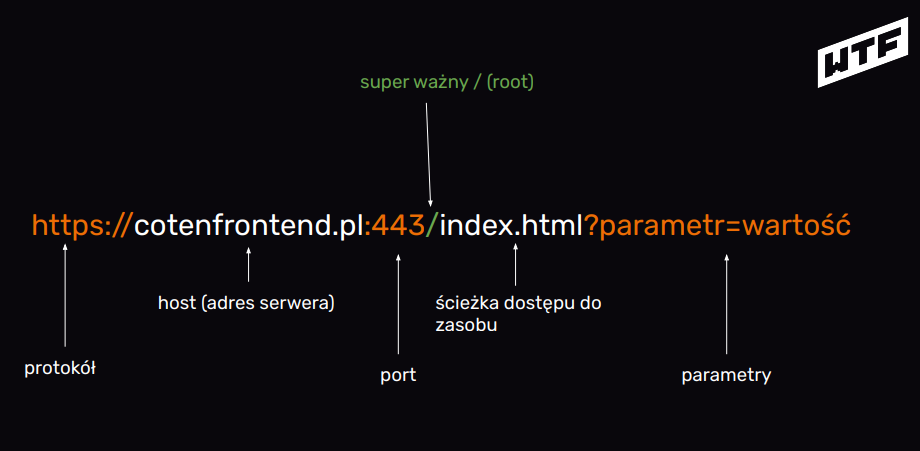 WTF
super ważny / (root)
https://cotenfrontend.pl:443/index.html?parametr=wartość
host (adres serwera)
ścieżka dostępu do
zasobu
protokół
port
parametry